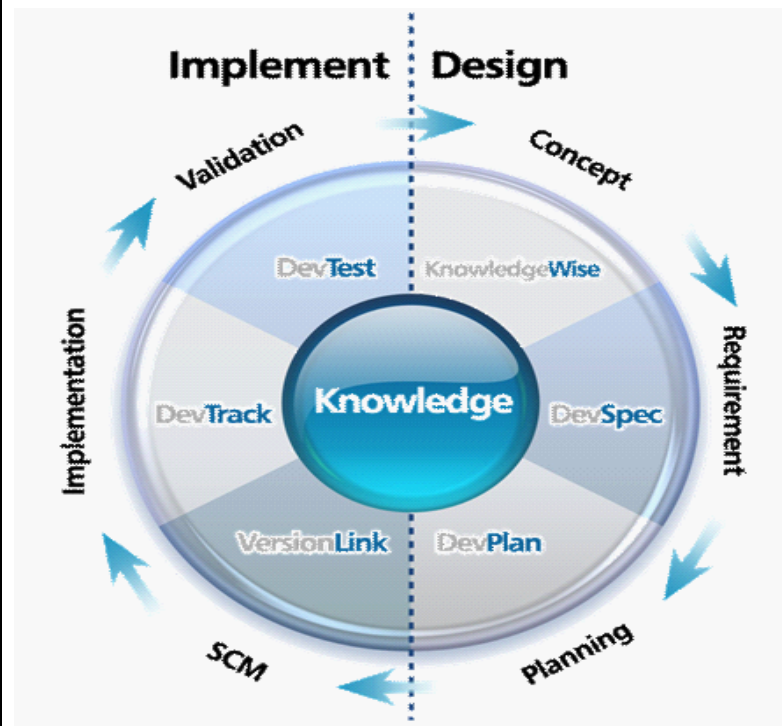 Implement Design
Validation
Concept
DevTest
KnowledgeWise
Implementation
Requirement
Knowledge
DevTrack
DevSpec
VersionLink
DevPlan
SCM
Planning